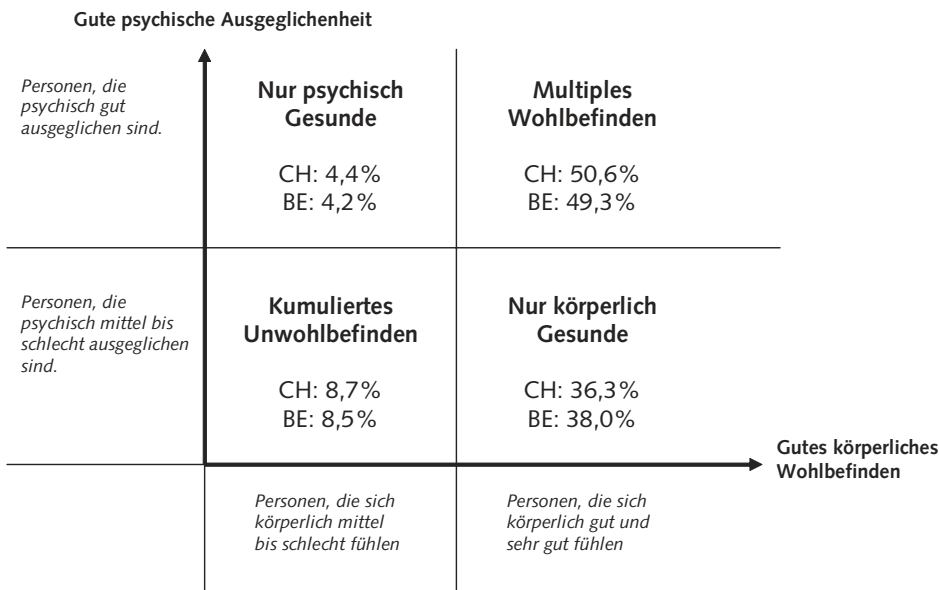 Gute psychische Ausgeglichenheit
Personen, die
psychisch gut
ausgeglichen sind.
Nur psychisch
Gesunde
CH: 4,4%
BE: 4,2%
Multiples
Wohlbefinden
CH: 50,6%
BE: 49,3%
Personen, die
psychisch mittel bis
schlecht ausgeglichen
sind.
Kumuliertes
Unwohlbefinden
CH: 8,7%
BE: 8,5%
Nur körperlich
Gesunde
CH: 36,3%
BE: 38,0%
Gutes körperliches
Wohlbefinden
Personen, die sich
körperlich mittel
bis schlecht fühlen
Personen, die sich
körperlich gut und
sehr gut fühlen